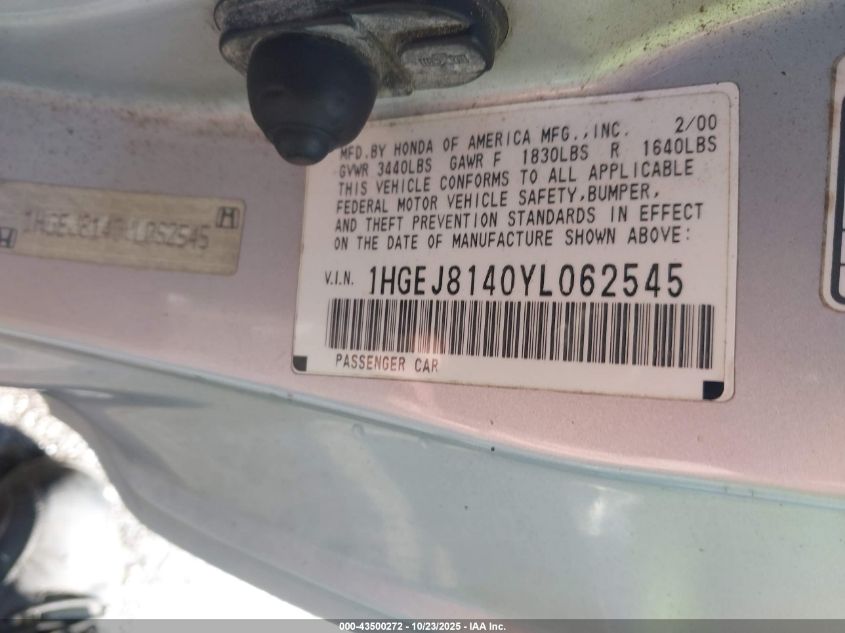 MFD.BY HONDA OF AMERICA MFG.,INC. 2/00
GVWR 3440LBS GAWR F 1830LBS R 1640LBS
THIS VEHICLE CONFORMS TO ALL APPLICABLE
FEDERAL MOTOR VEHICLE SAFETY,BUMPER,
AND THEFT PREVENTION STANDARDS IN EFFECT
ON THE DATE OF MANUFACTURE SHOWN ABOVE:
V.I.N. 1HGEJ8140YL062545
PASSENGER CAR
1HGEJ8140YL062545
000-43500272 - 10/23/2025 - IAA Inc.